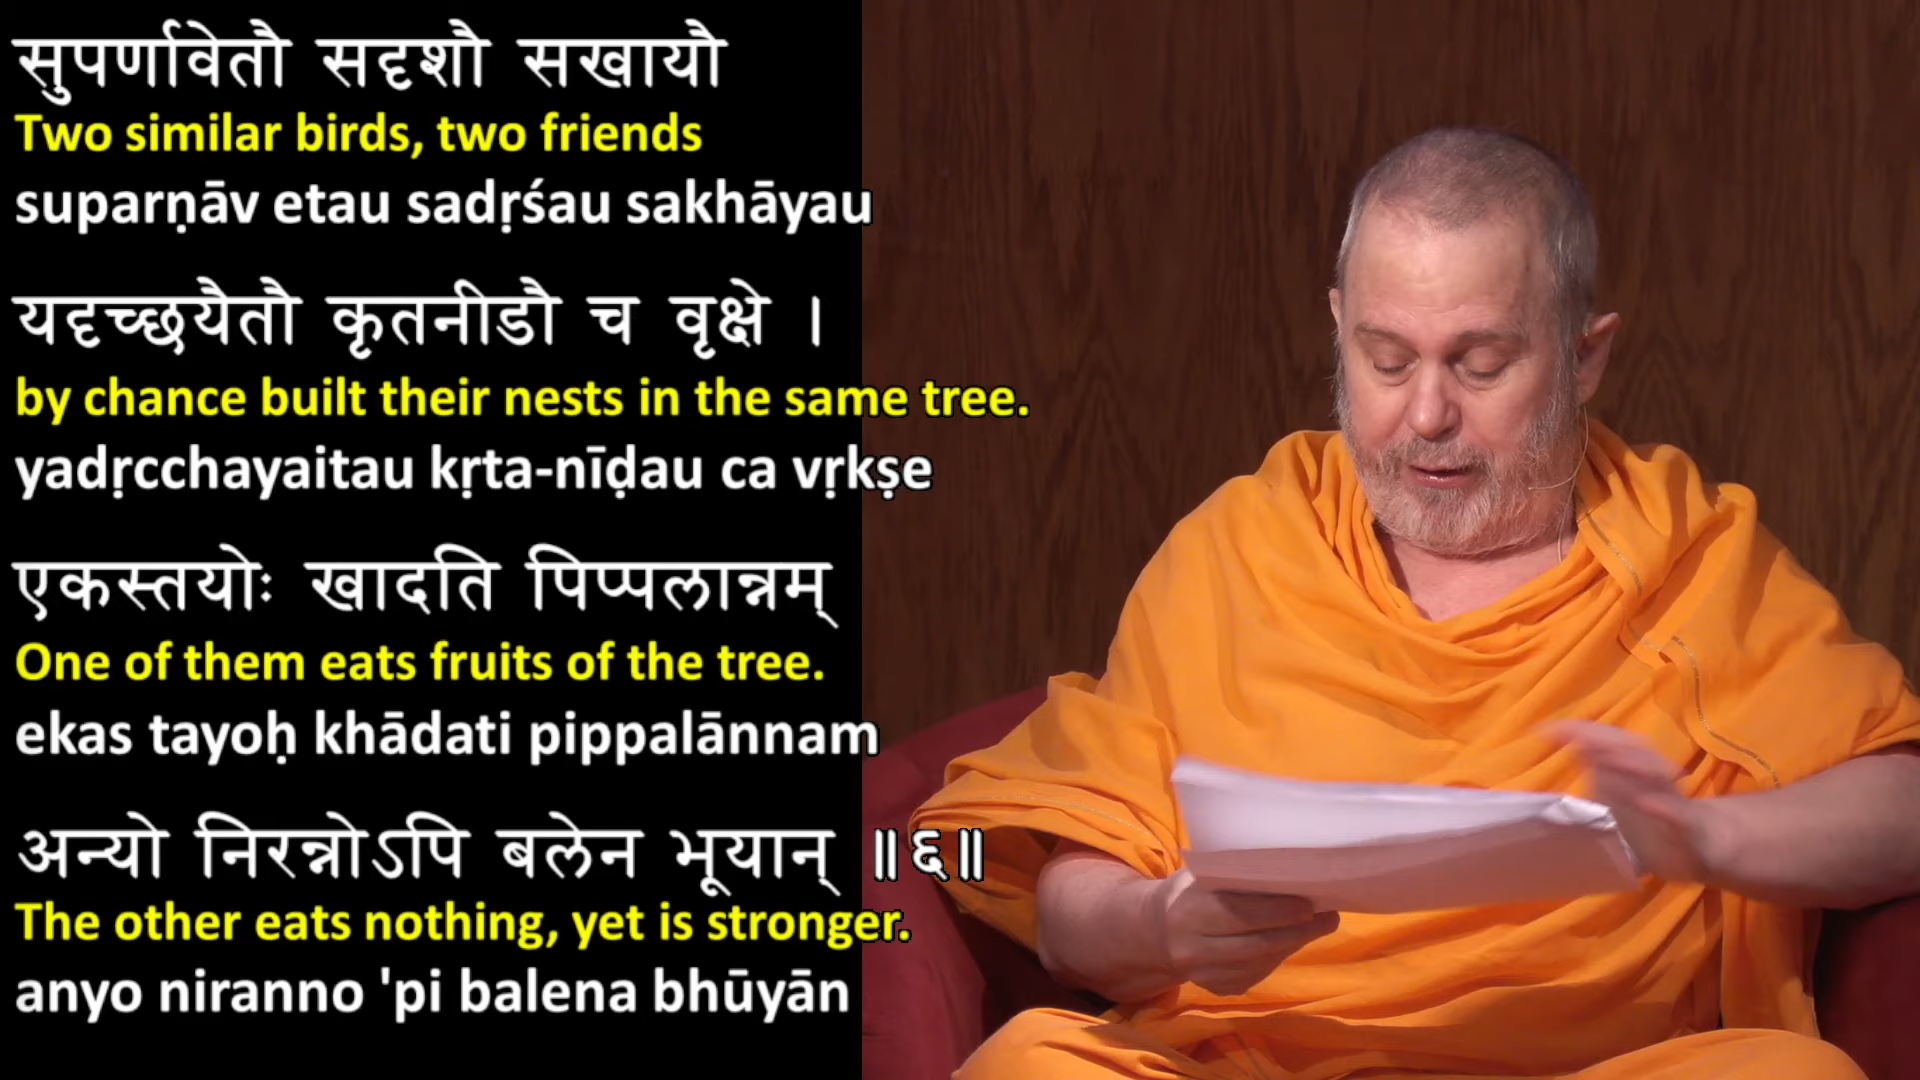 सुपर्णावेतौ सदृशौ सखायौ
Two similar birds, two friends
suparṇāv etau sadṛśau sakhāyau
यदृच्छयैतौ कृतनीडौ च वृक्षे ।
by chance built their nests in the same tree.
yadṛcchayaitau kṛta-nīḍau ca vṛkṣe
एकस्तयोः खादति पिप्पलान्नम्
One of them eats fruits of the tree.
ekas tayoḥ khādati pippalānnam
अन्यो निरन्नोऽपि बलेन भूयान् ॥६॥
The other eats nothing, yet is stronger.
anyo niranno 'pi balena bhūyān